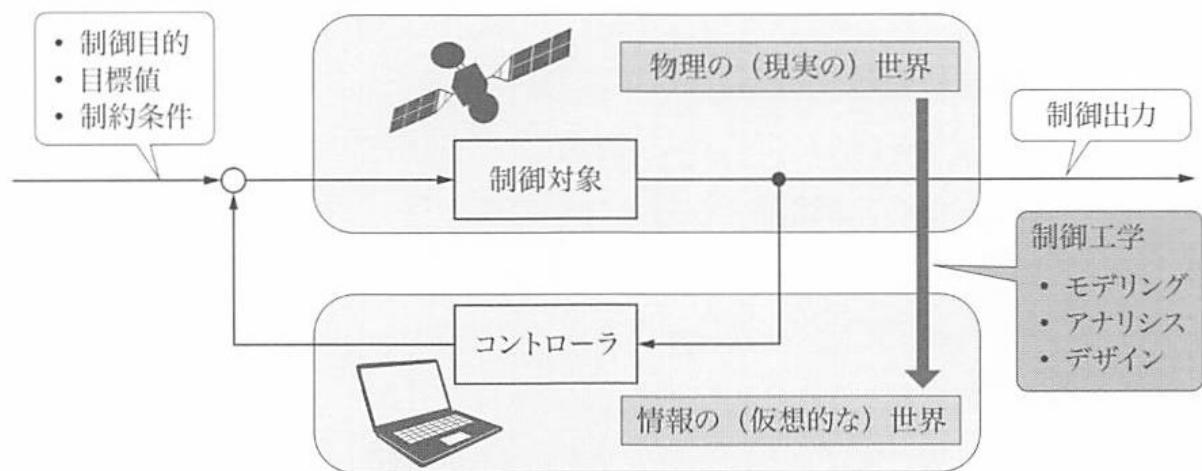 • 制御目的
• 目標値
• 制約条件
物理の（現実の）世界
制御出力
制御対象
制御工学
• モデリング
• アナリシス
• デザイン
コントローラ
情報の（仮想的な）世界